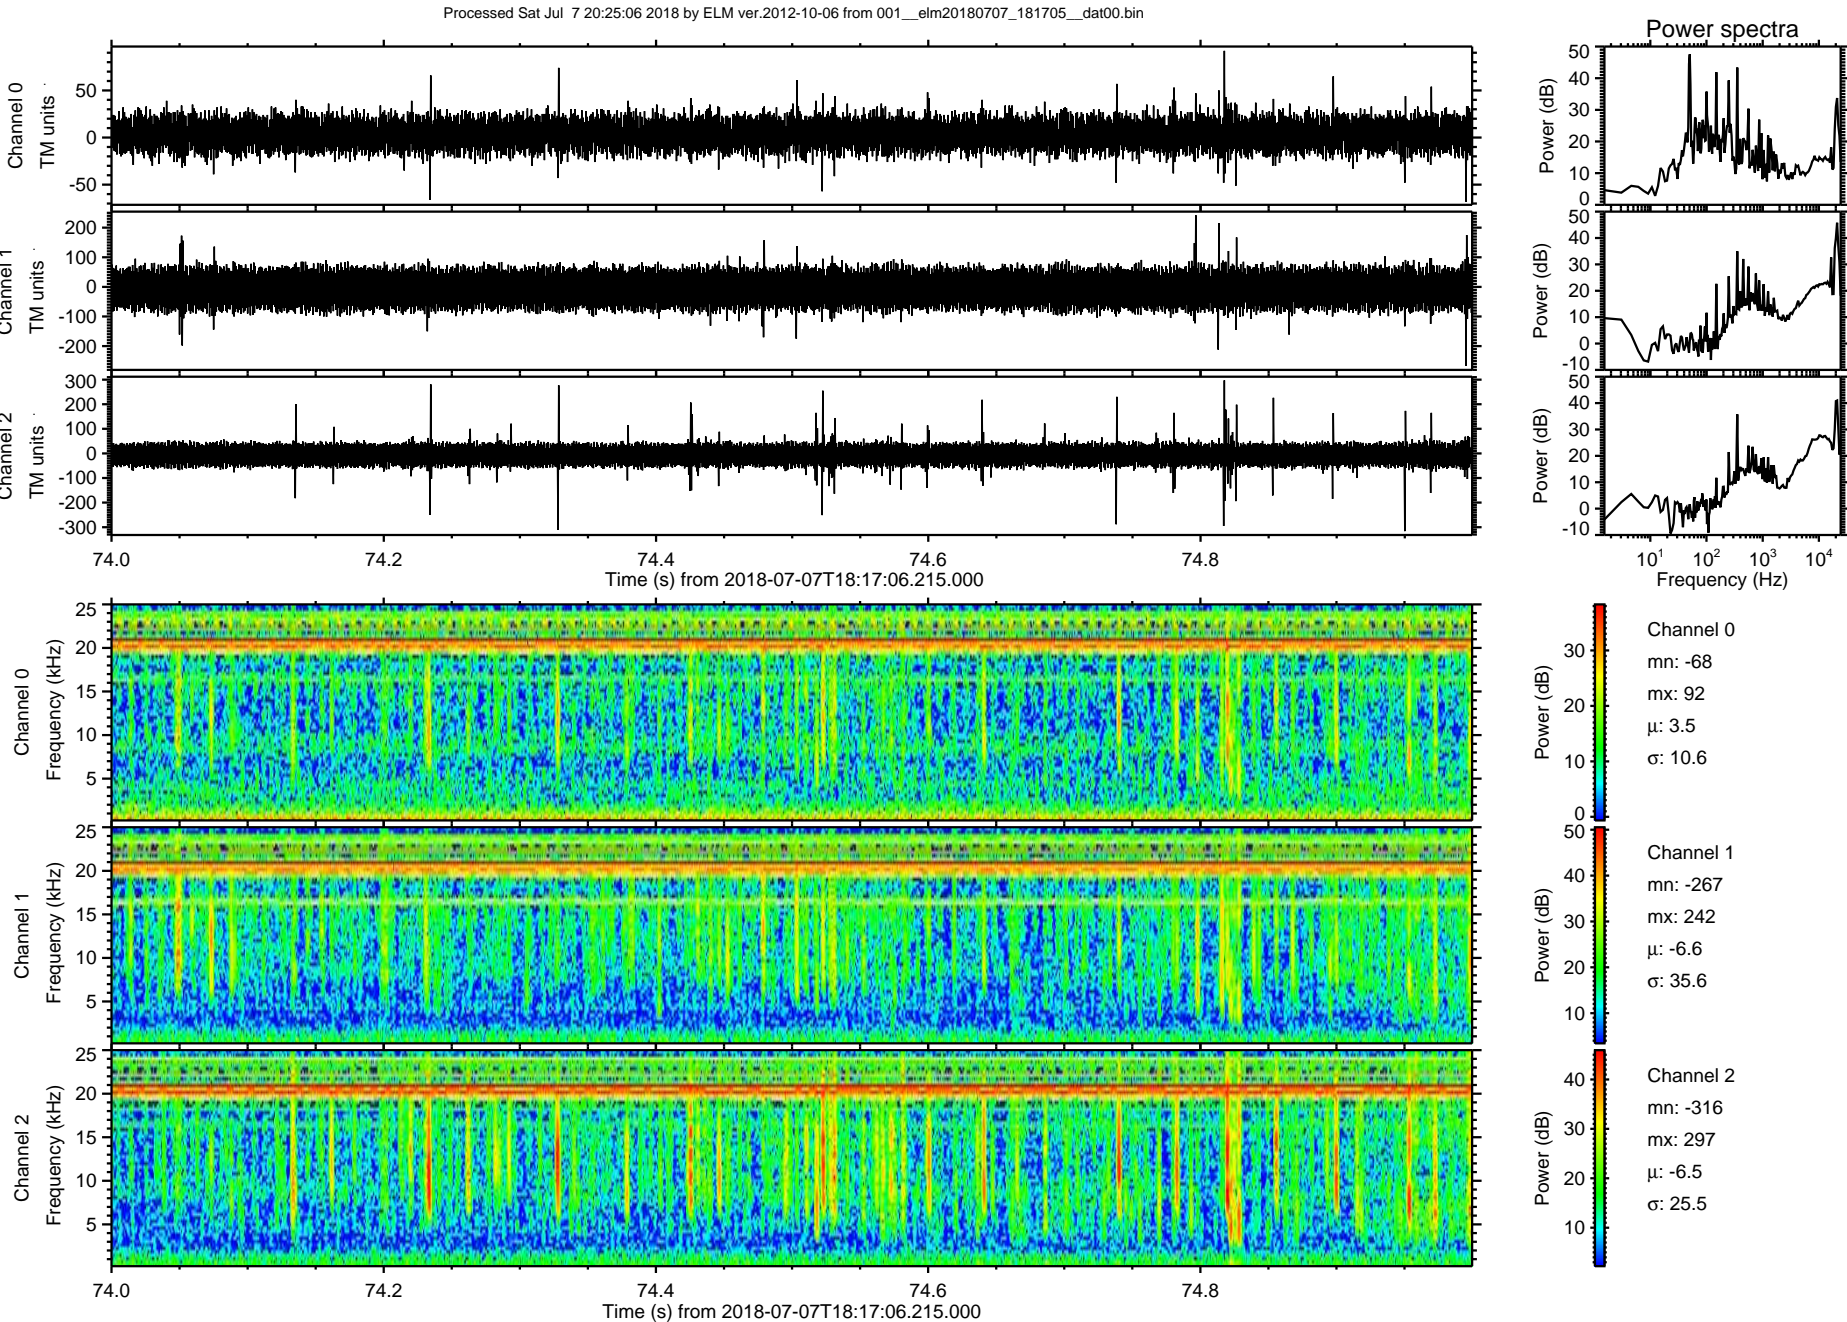 Processed Sat Jul 7 20:25:06 2018 by ELM ver.2012-10-06 from 001__elm20180707_181705__dat00.bin
Power spectra
Channel 0
TM units
50
0
-50
Power (dB)
50
40
30
20
10
0
Channel 1
TM units
200
100
0
-100
-200
Power (dB)
50
40
30
20
10
0
-10
Channel 2
TM units
300
200
100
0
-100
-200
-300
Power (dB)
50
40
30
20
10
0
-10
74.0 74.2 74.4 74.6 74.8
Time (s) from 2018-07-07T18:17:06.215.000
10¹ 10² 10³ 10⁴
Frequency (Hz)
Channel 0
Frequency (kHz)
25
20
15
10
5
Power (dB)
30
20
10
0
Channel 0
mn: -68
mx: 92
μ: 3.5
σ: 10.6
Channel 1
Frequency (kHz)
25
20
15
10
5
Power (dB)
50
40
30
20
10
Channel 1
mn: -267
mx: 242
μ: -6.6
σ: 35.6
Channel 2
Frequency (kHz)
25
20
15
10
5
Power (dB)
40
30
20
10
Channel 2
mn: -316
mx: 297
μ: -6.5
σ: 25.5
74.0 74.2 74.4 74.6 74.8
Time (s) from 2018-07-07T18:17:06.215.000